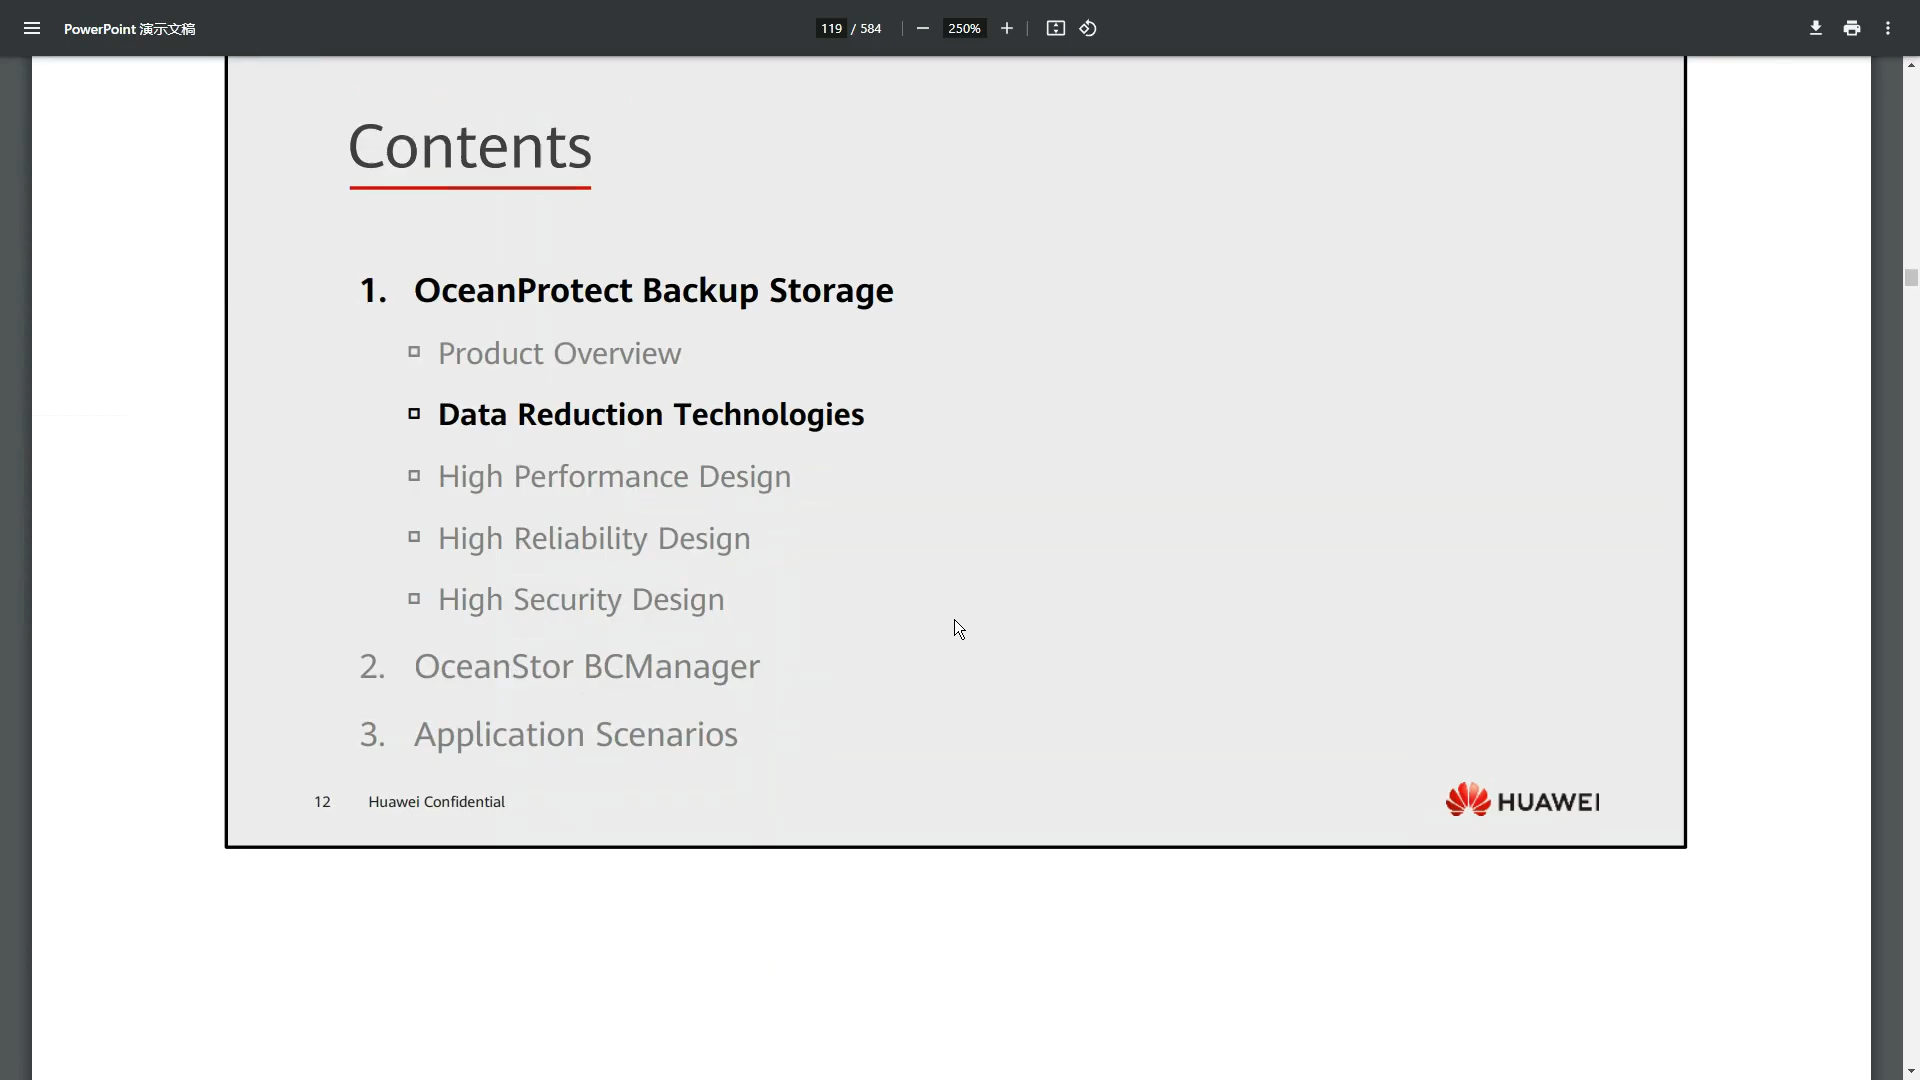 PowerPoint 演示文稿
119 / 584
250%
Contents
1. OceanProtect Backup Storage
Product Overview
Data Reduction Technologies
High Performance Design
High Reliability Design
High Security Design
2. OceanStor BCManager
3. Application Scenarios
12 Huawei Confidential
HUAWEI